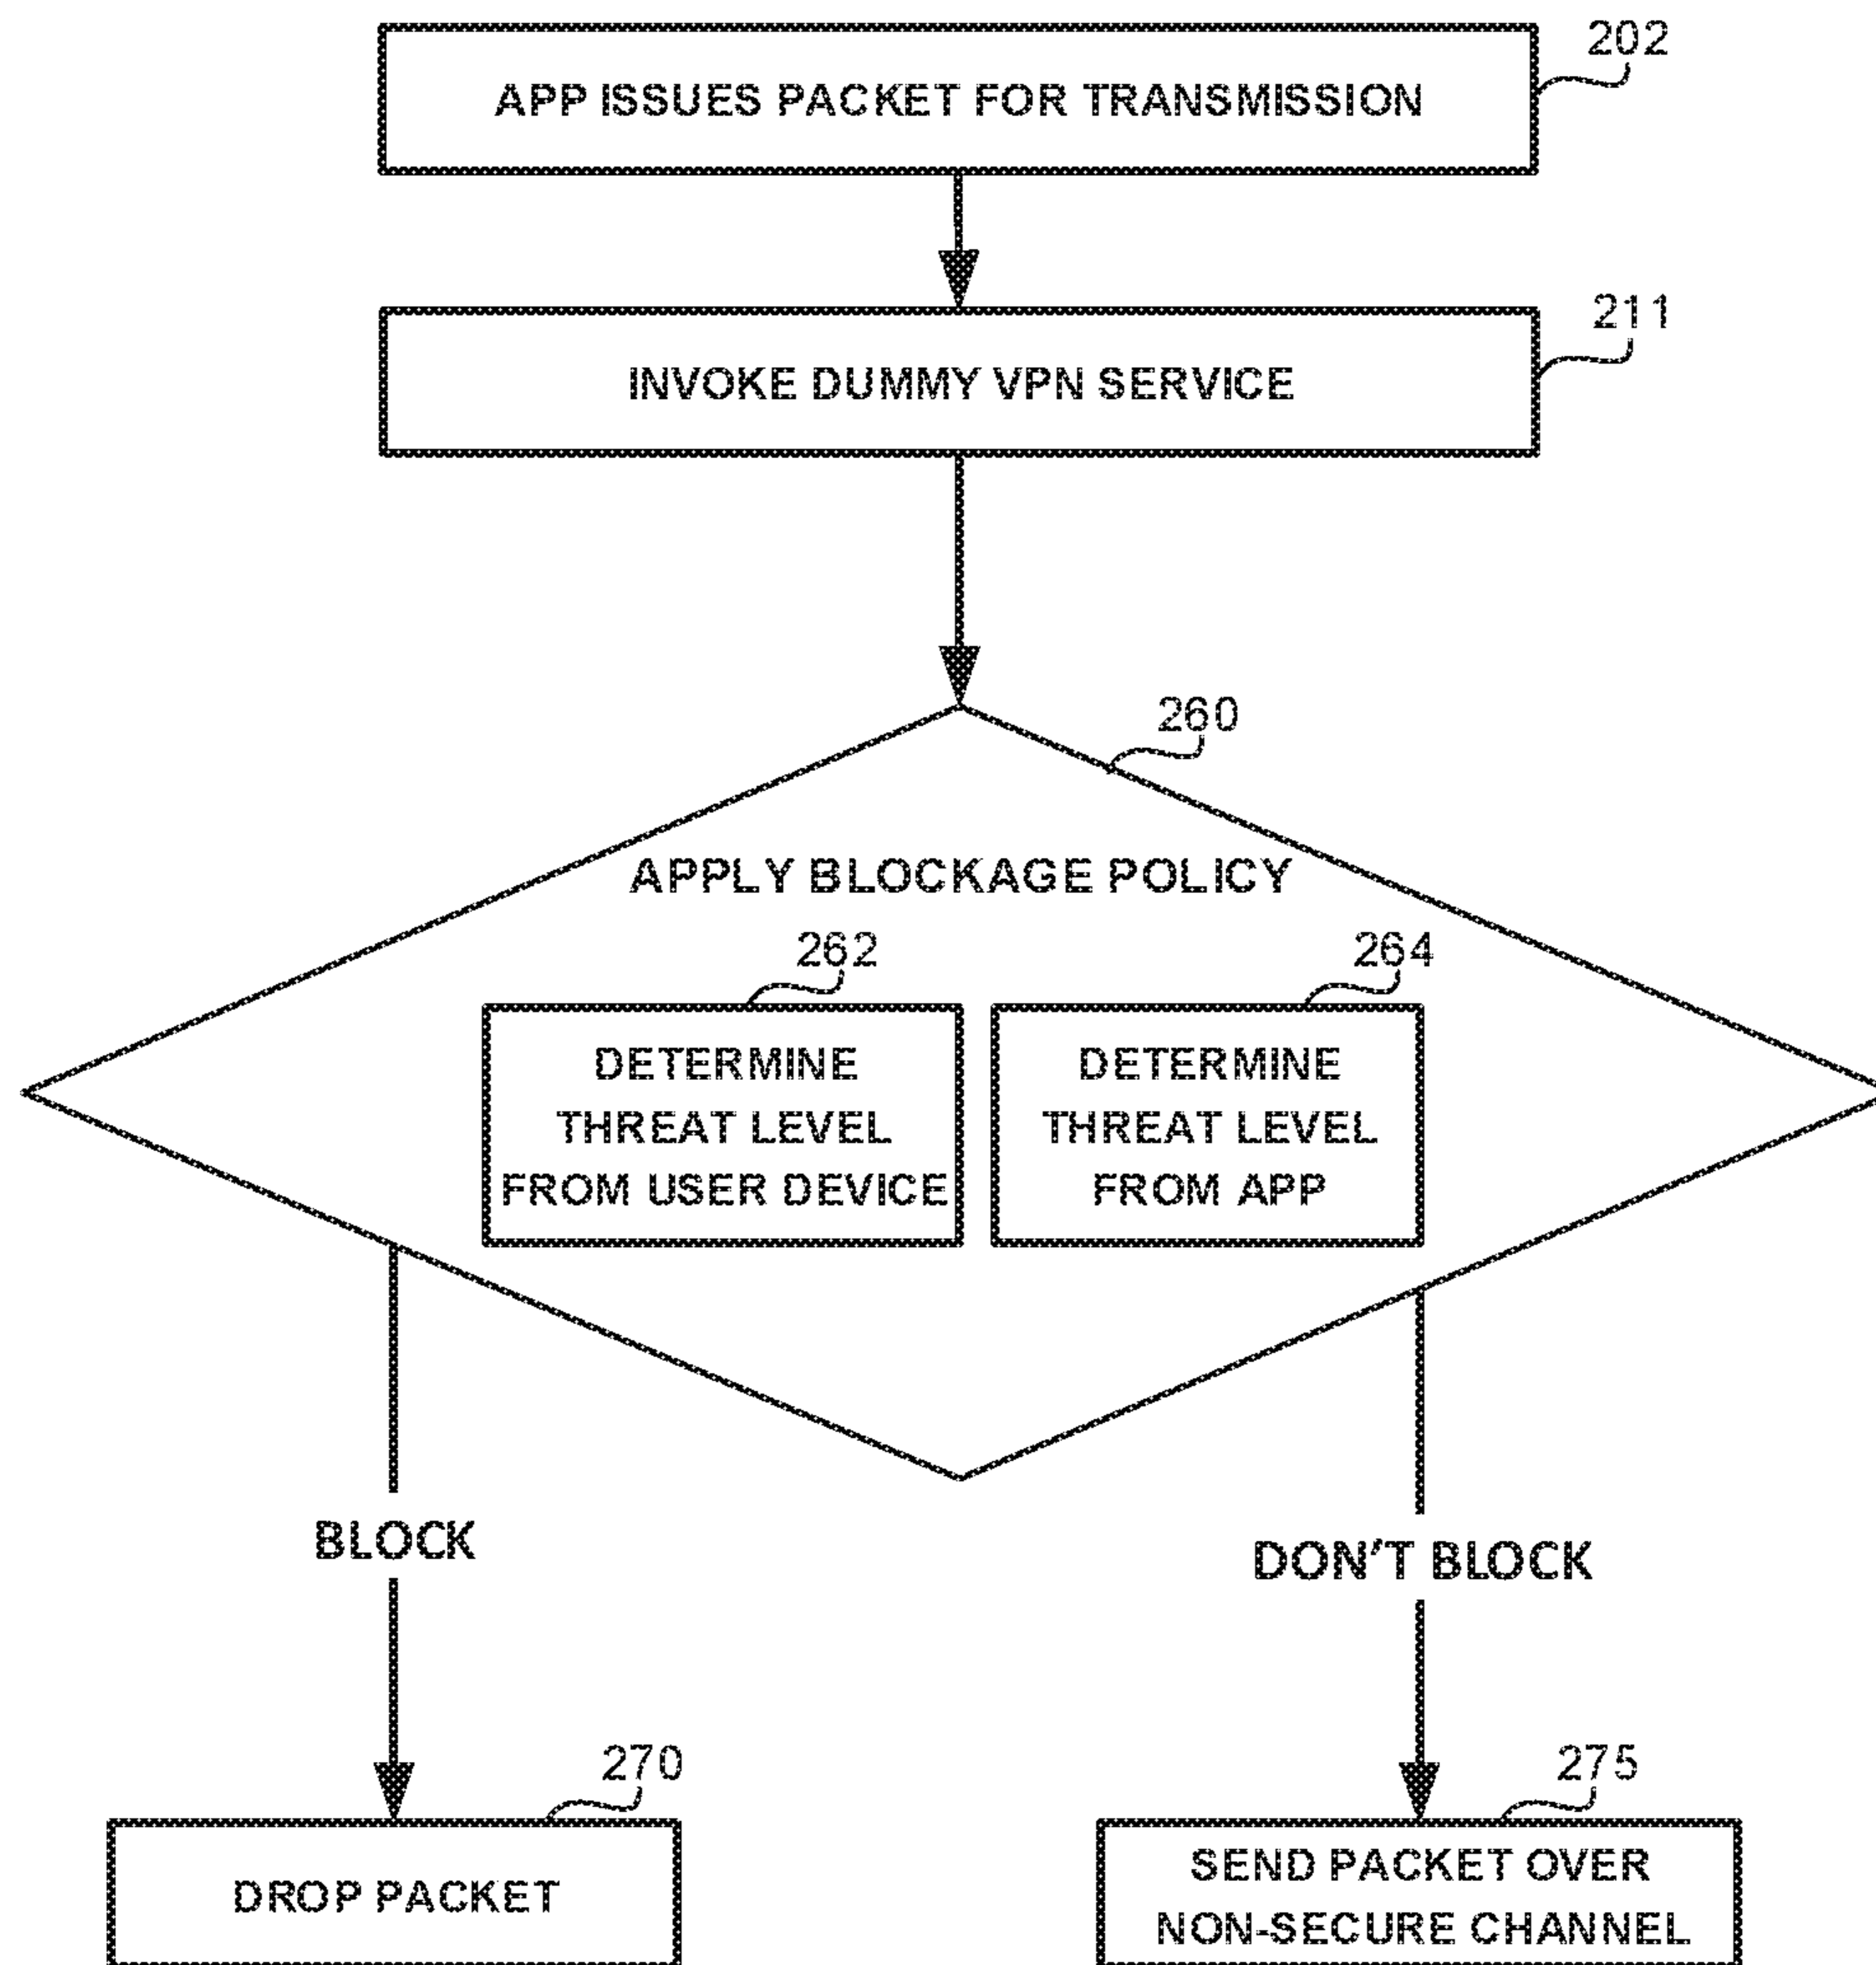 202
APP ISSUES PACKET FOR TRANSMISSION
211
INVOKE DUMMY VPN SERVICE
260
APPLY BLOCKAGE POLICY
262
DETERMINE
THREAT LEVEL
FROM USER DEVICE
264
DETERMINE
THREAT LEVEL
FROM APP
BLOCK
DON'T BLOCK
270
DROP PACKET
275
SEND PACKET OVER
NON-SECURE CHANNEL